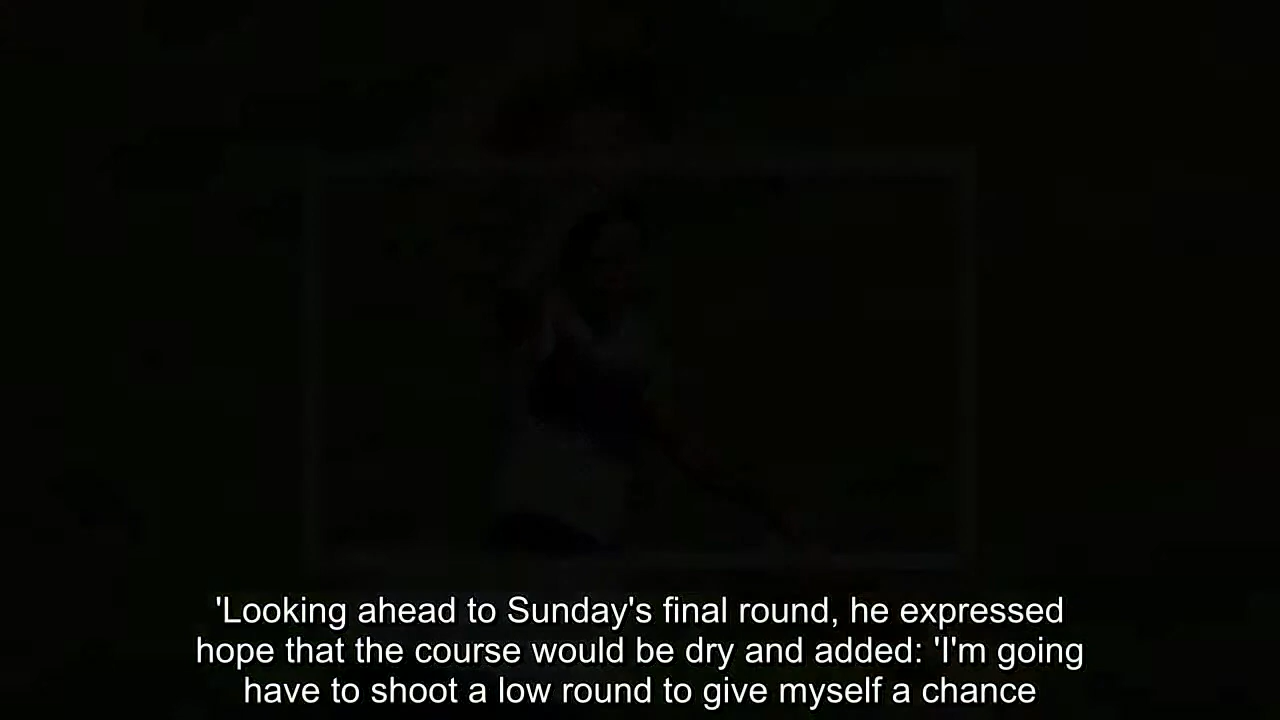 'Looking ahead to Sunday's final round, he expressed
hope that the course would be dry and added: 'I'm going
have to shoot a low round to give myself a chance